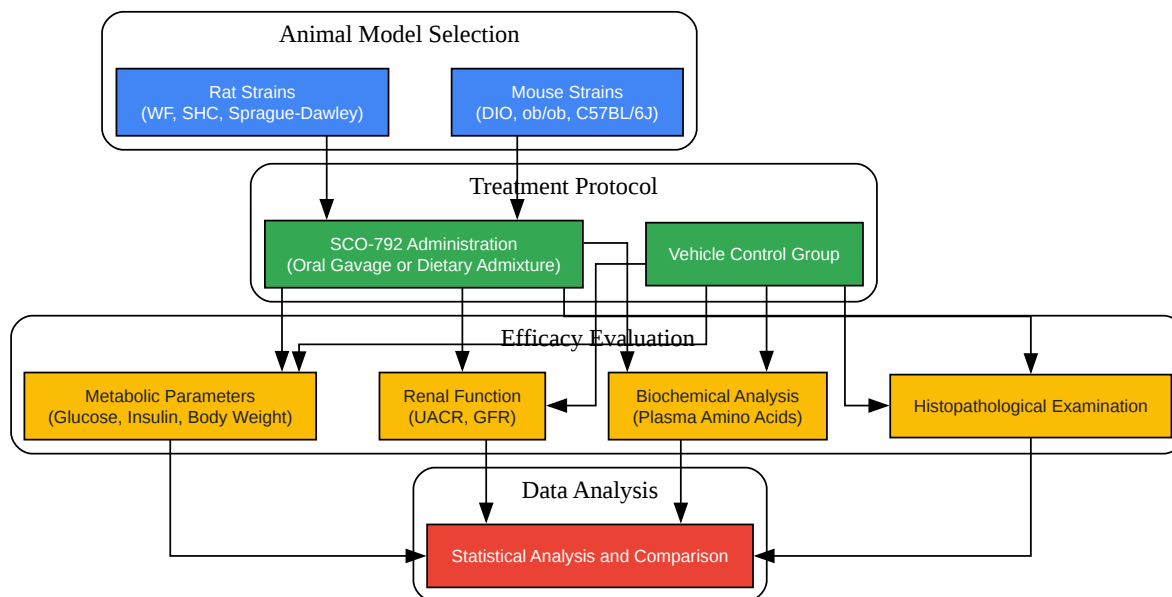 Animal Model Selection
Rat Strains
(WF, SHC, Sprague-Dawley)
Mouse Strains
(DIO, ob/ob, C57BL/6J)
Treatment Protocol
SCO-792 Administration
(Oral Gavage or Dietary Admixture)
Vehicle Control Group
Efficacy Evaluation
Metabolic Parameters
(Glucose, Insulin, Body Weight)
Renal Function
(UACR, GFR)
Biochemical Analysis
(Plasma Amino Acids)
Histopathological Examination
Data Analysis
Statistical Analysis and Comparison